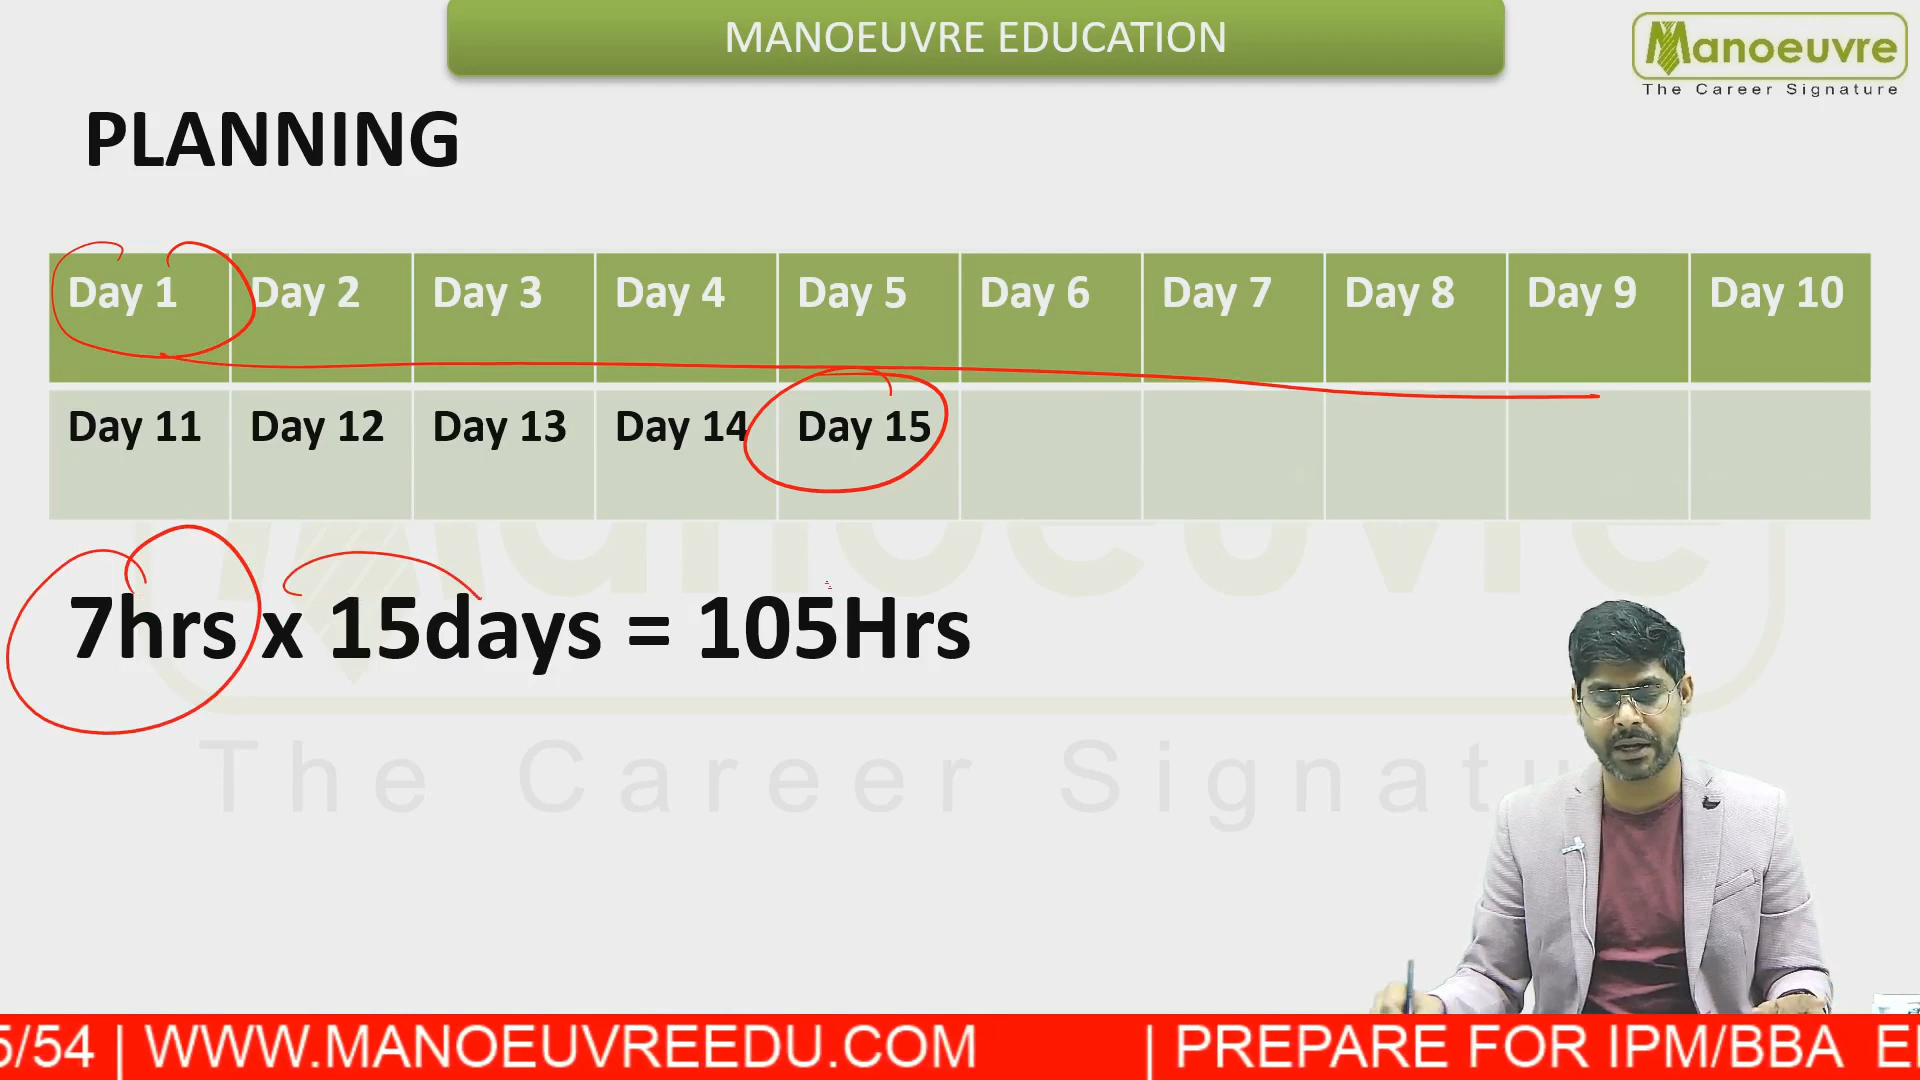 MANOEUVRE EDUCATION
Manoeuvre
The Career Signature
PLANNING
Day 1 Day 2 Day 3 Day 4 Day 5 Day 6 Day 7 Day 8 Day 9 Day 10
Day 11 Day 12 Day 13 Day 14 Day 15
Manoeuvre
7hrs x 15days = 105Hrs
The Career Signatu
5/54 | WWW.MANOEUVREEDU.COM | PREPARE FOR IPM/BBA